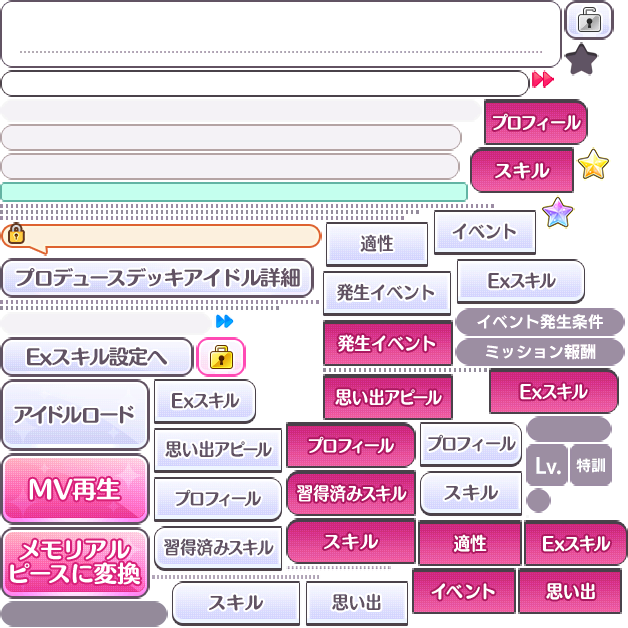 プロフィール
スキル
イベント
適性
プロデュースデッキアイドル詳細
発生イベント
Exスキル
イベント発生条件
発生イベント
ミッション報酬
Exスキル設定へ
思い出アピール
Exスキル
アイドルロード
Exスキル
思い出アピール
プロフィール
プロフィール
Lv.
特訓
MV再生
プロフィール
習得済みスキル
スキル
メモリアル
ピースに変換
習得済みスキル
スキル
適性
Exスキル
スキル
思い出
イベント
思い出